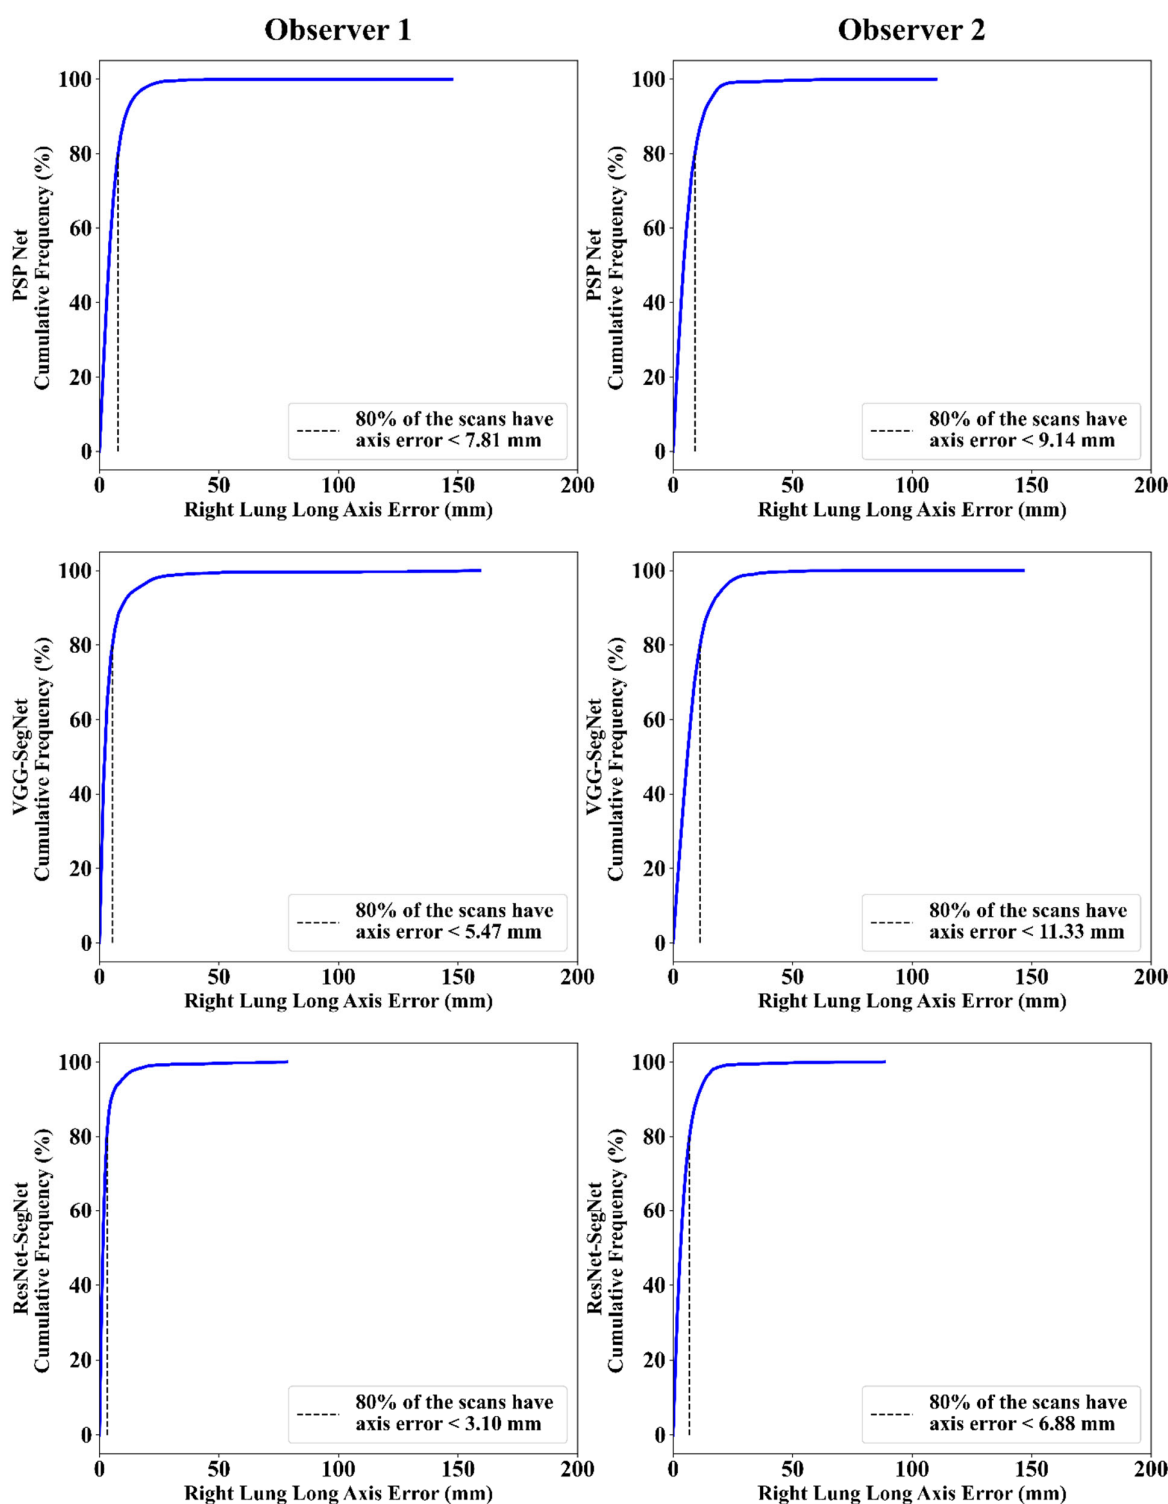 Observer 1
Observer 2
PSP Net
Cumulative Frequency (%)
100
80
60
40
20
0
80% of the scans have
axis error < 7.81 mm
0 50 100 150 200
Right Lung Long Axis Error (mm)
PSP Net
Cumulative Frequency (%)
100
80
60
40
20
0
80% of the scans have
axis error < 9.14 mm
0 50 100 150 200
Right Lung Long Axis Error (mm)
VGG-SegNet
Cumulative Frequency (%)
100
80
60
40
20
0
80% of the scans have
axis error < 5.47 mm
0 50 100 150 200
Right Lung Long Axis Error (mm)
VGG-SegNet
Cumulative Frequency (%)
100
80
60
40
20
0
80% of the scans have
axis error < 11.33 mm
0 50 100 150 200
Right Lung Long Axis Error (mm)
ResNet-SegNet
Cumulative Frequency (%)
100
80
60
40
20
0
80% of the scans have
axis error < 3.10 mm
0 50 100 150 200
Right Lung Long Axis Error (mm)
ResNet-SegNet
Cumulative Frequency (%)
100
80
60
40
20
0
80% of the scans have
axis error < 6.88 mm
0 50 100 150 200
Right Lung Long Axis Error (mm)